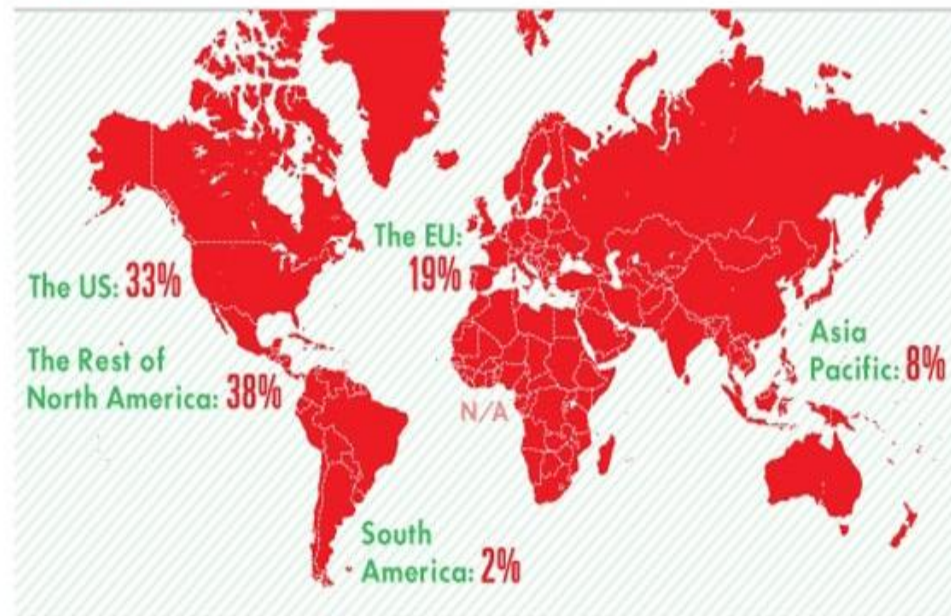 The US: 33%
The Rest of
North America: 38%
The EU:
19%
N/A
Asia
Pacific: 8%
South
America: 2%